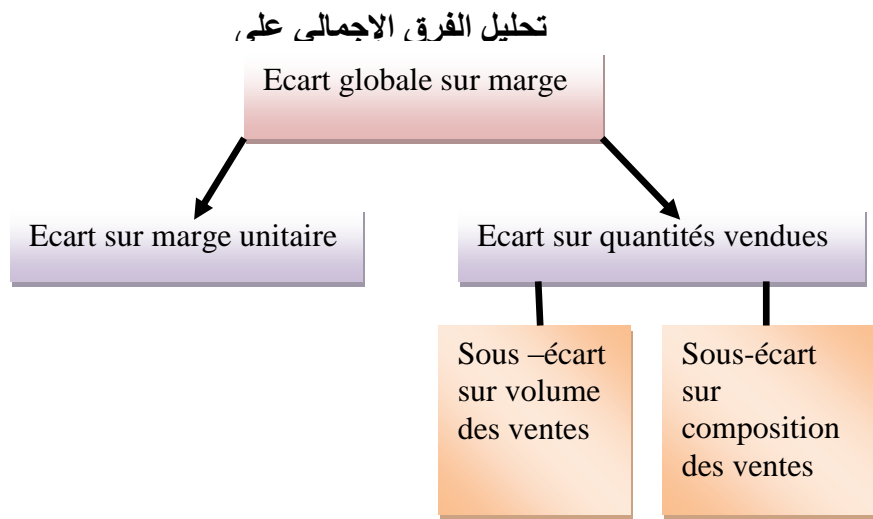 تحليل الفرق الإجمالي على
Ecart globale sur marge
Ecart sur marge unitaire
Ecart sur quantités vendues
Sous –écart
sur volume
des ventes
Sous-écart
sur
composition
des ventes